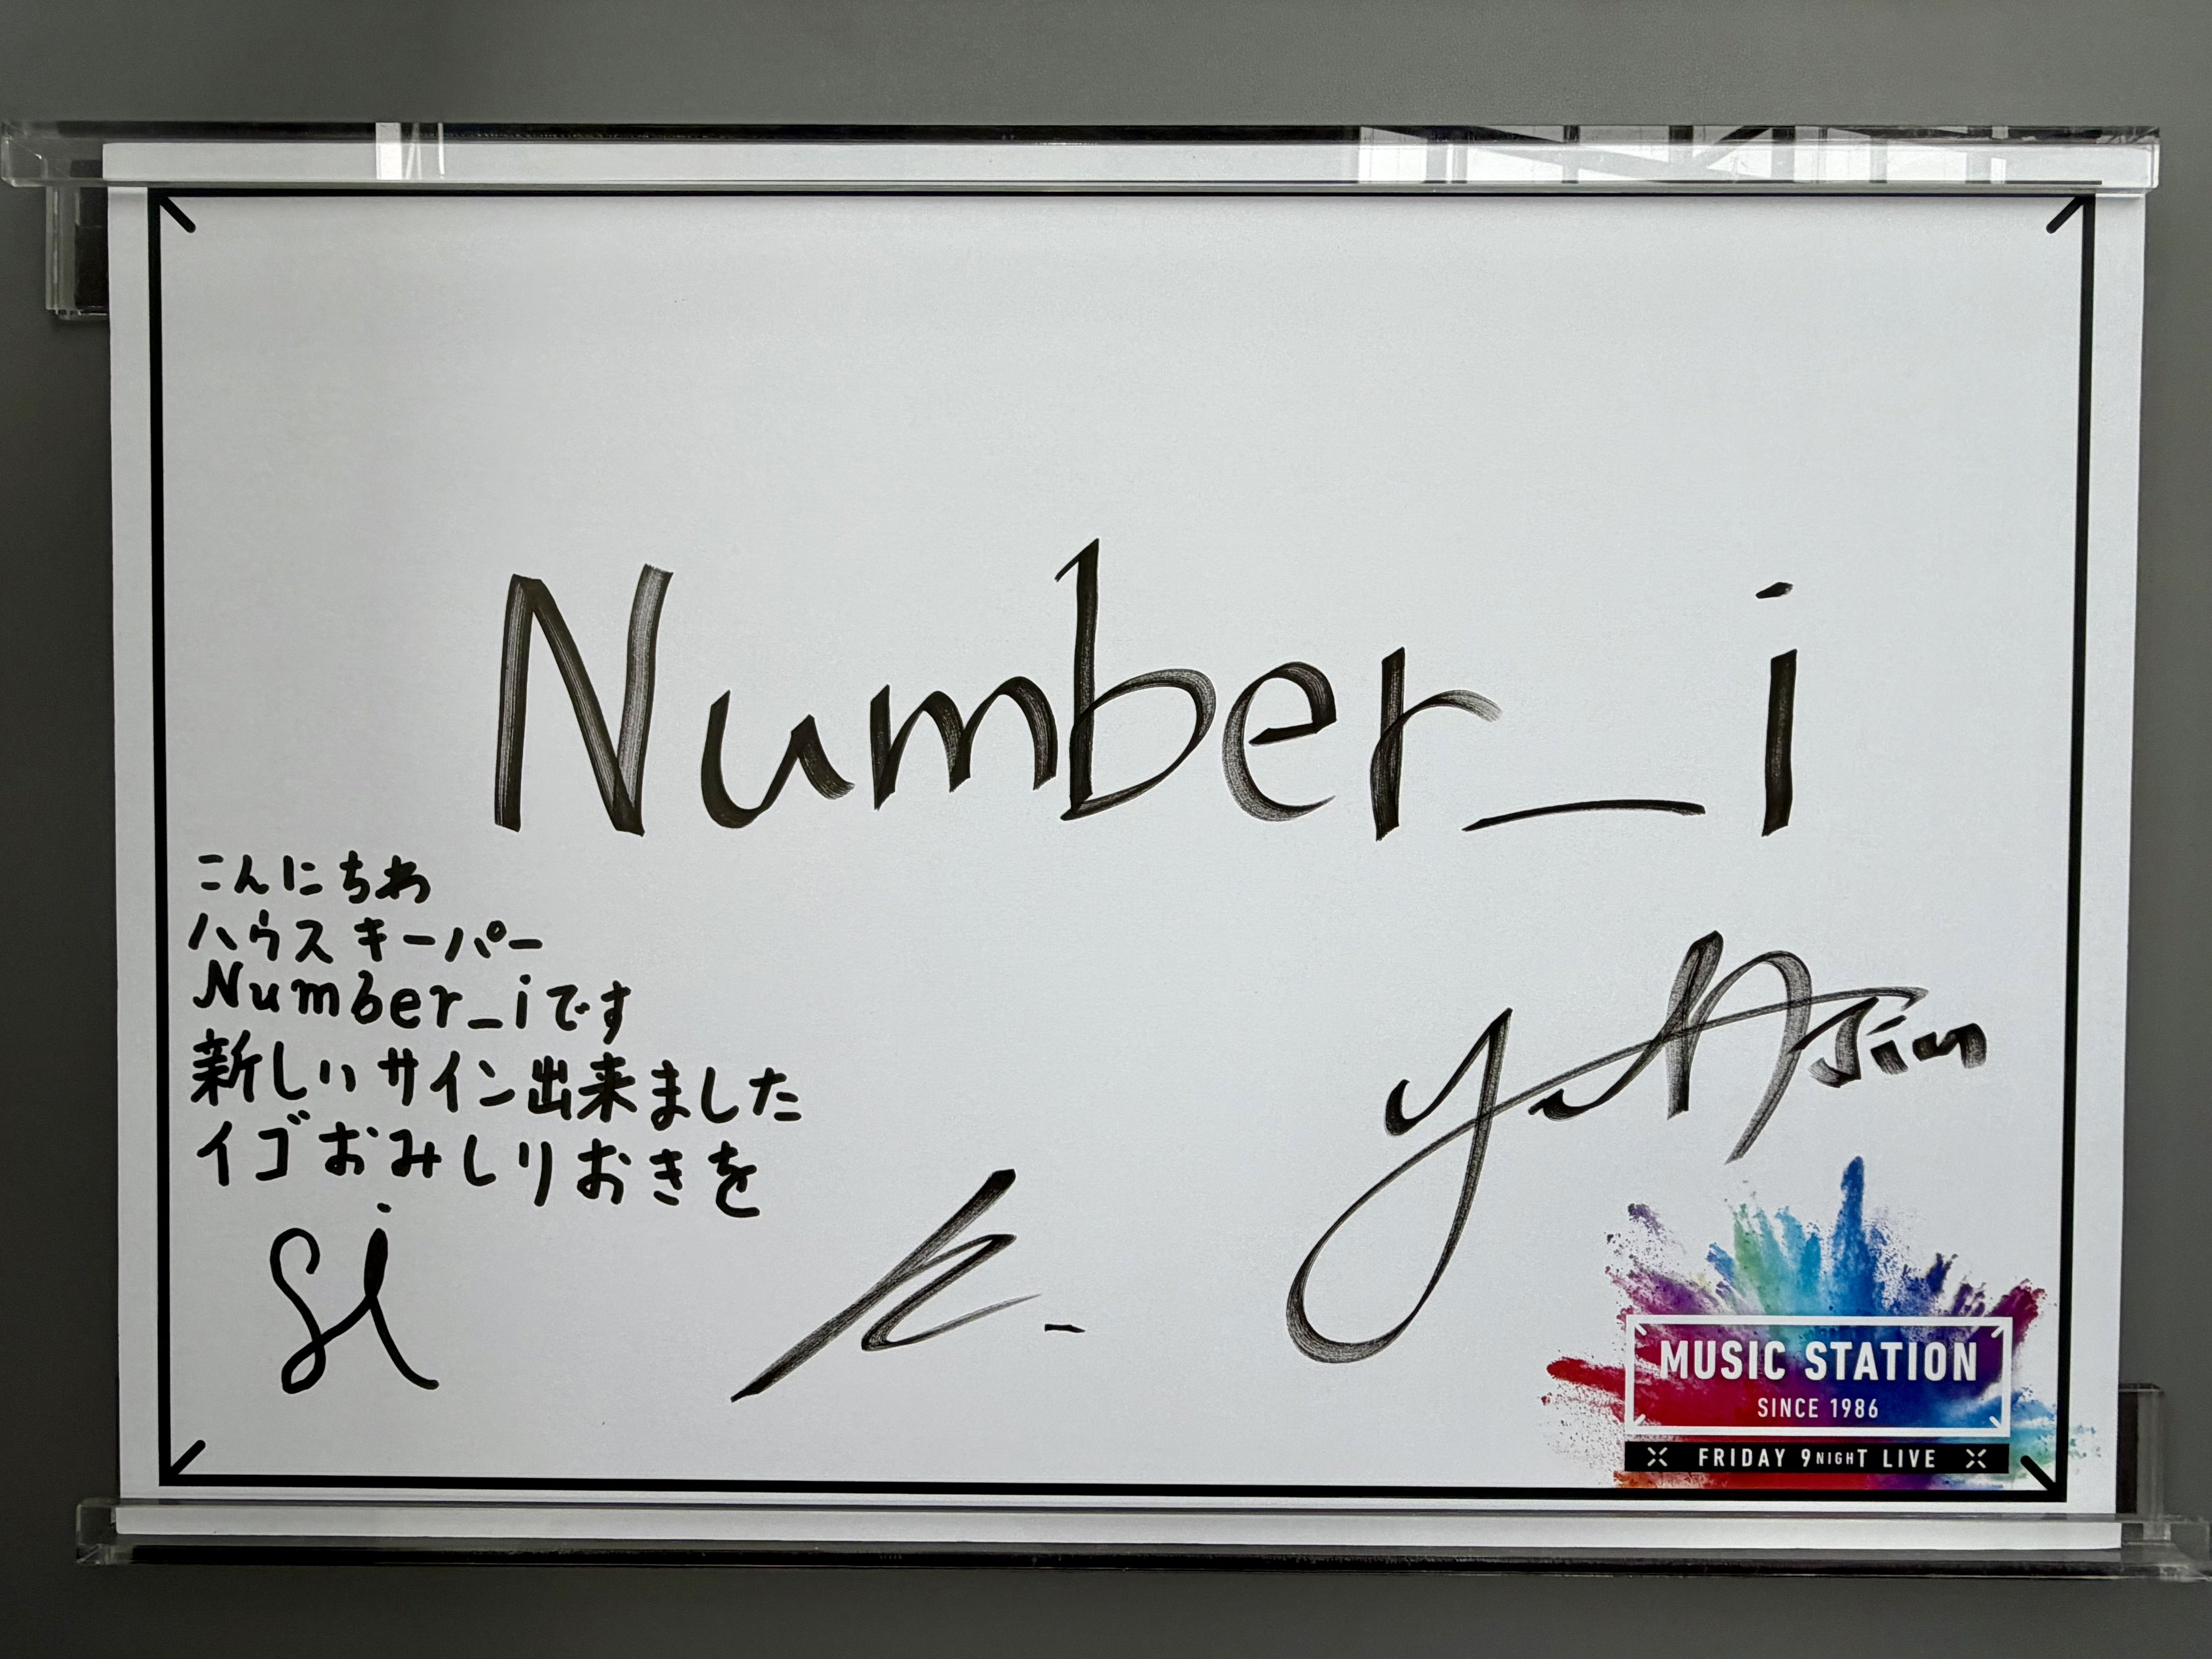 Number_i
こんにちわ
ハウスキーパー
Number_iです
新しいサイン出来ました
イゴおみしりおきを
MUSIC STATION
SINCE 1986
FRIDAY 9NIGHT LIVE